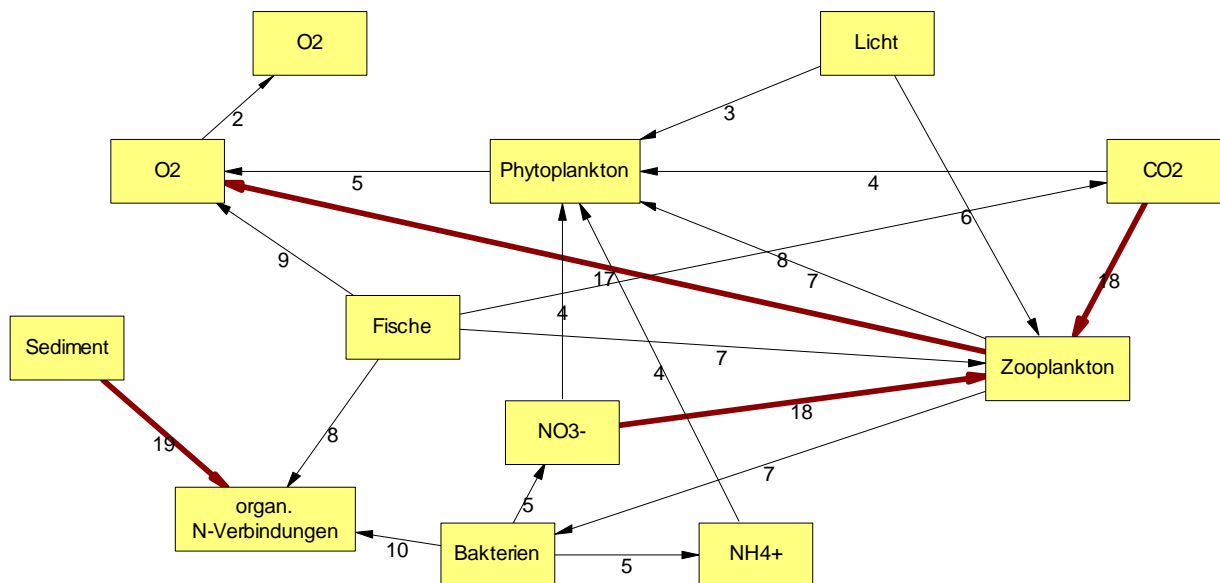 O2
Licht
2
3
O2
Phytoplankton
CO2
5
4
6
9
8
17
7
18
4
Fische
Sediment
7
Zooplankton
4
NO3-
18
19
8
7
organ.
N-Verbindungen
5
10
Bakterien
5
NH4+